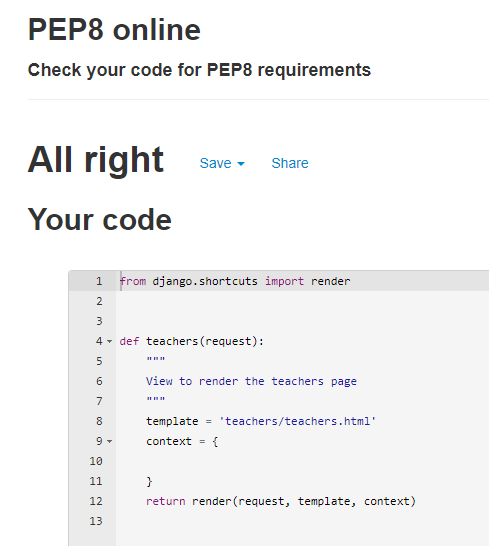 PEP8 online
Check your code for PEP8 requirements
All right Save Share
Your code
1 from django.shortcuts import render
2
3
4 def teachers(request):
5     """
6     View to render the teachers page
7     """
8     template = 'teachers/teachers.html'
9     context = {
10
11     }
12     return render(request, template, context)
13